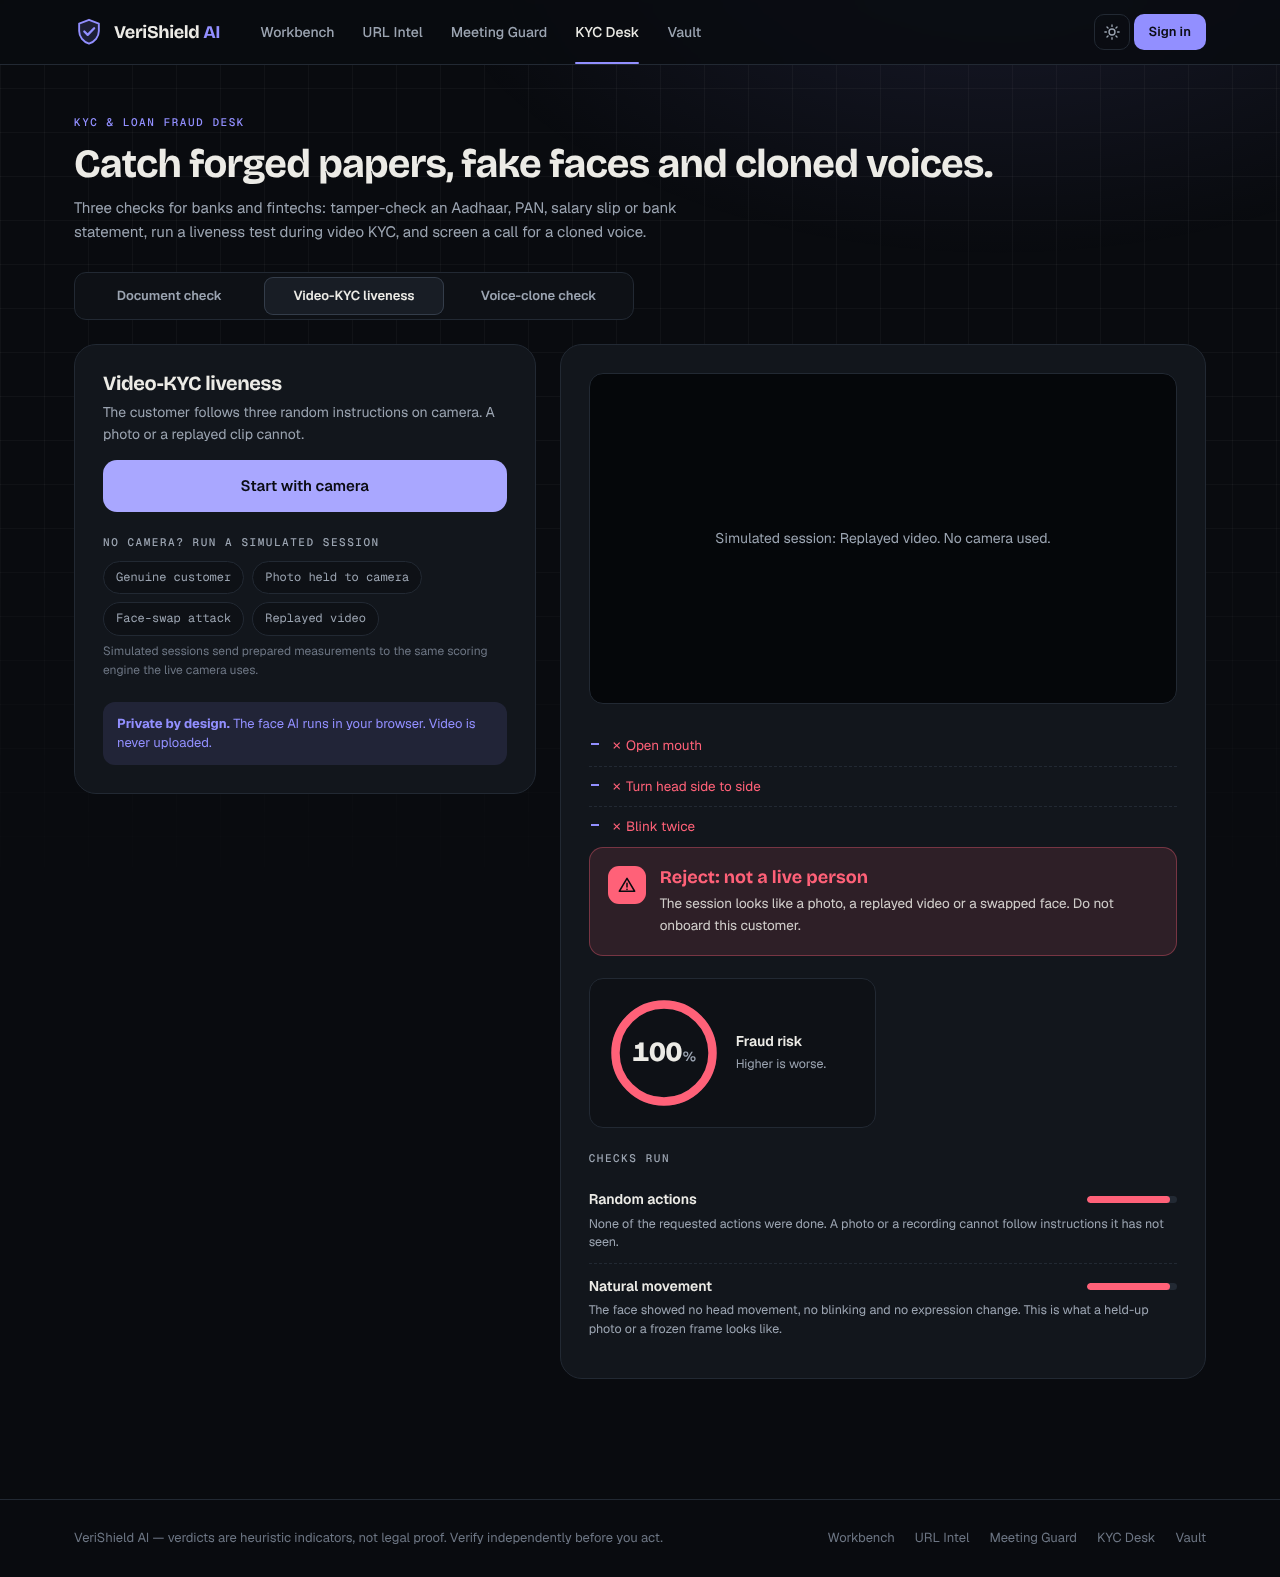 VeriShield AI
Workbench
URL Intel
Meeting Guard
KYC Desk
Vault
Sign in
KYC & LOAN FRAUD DESK
Catch forged papers, fake faces and cloned voices.
Three checks for banks and fintechs: tamper-check an Aadhaar, PAN, salary slip or bank
statement, run a liveness test during video KYC, and screen a call for a cloned voice.
Document check
Video-KYC liveness
Voice-clone check
Video-KYC liveness
The customer follows three random instructions on camera. A
photo or a replayed clip cannot.
Start with camera
NO CAMERA? RUN A SIMULATED SESSION
Genuine customer
Photo held to camera
Face-swap attack
Replayed video
Simulated sessions send prepared measurements to the same scoring
engine the live camera uses.
Private by design. The face AI runs in your browser. Video is
never uploaded.
Simulated session: Replayed video. No camera used.
– × Open mouth
– × Turn head side to side
– × Blink twice
Reject: not a live person
The session looks like a photo, a replayed video or a swapped face. Do not
onboard this customer.
100%
Fraud risk
Higher is worse.
CHECKS RUN
Random actions
None of the requested actions were done. A photo or a recording cannot follow instructions it has not
seen.
Natural movement
The face showed no head movement, no blinking and no expression change. This is what a held-up
photo or a frozen frame looks like.
VeriShield AI — verdicts are heuristic indicators, not legal proof. Verify independently before you act.
Workbench
URL Intel
Meeting Guard
KYC Desk
Vault